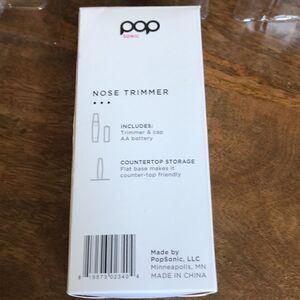 pop
SONIC
NOSE TRIMMER
INCLUDES:
Trimmer & cap
AA battery
COUNTERTOP STORAGE
Flat base makes it
counter-top friendly
Made by
PopSonic, LLC
Minneapolis, MN
MADE IN CHINA